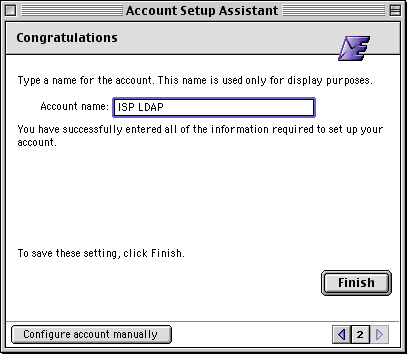 Account Setup Assistant
Congratulations
Type a name for the account. This name is used only for display purposes.
Account name: ISP LDAP
You have successfully entered all of the information required to set up your
account.
To save these setting, click Finish.
Finish
Configure account manually
2